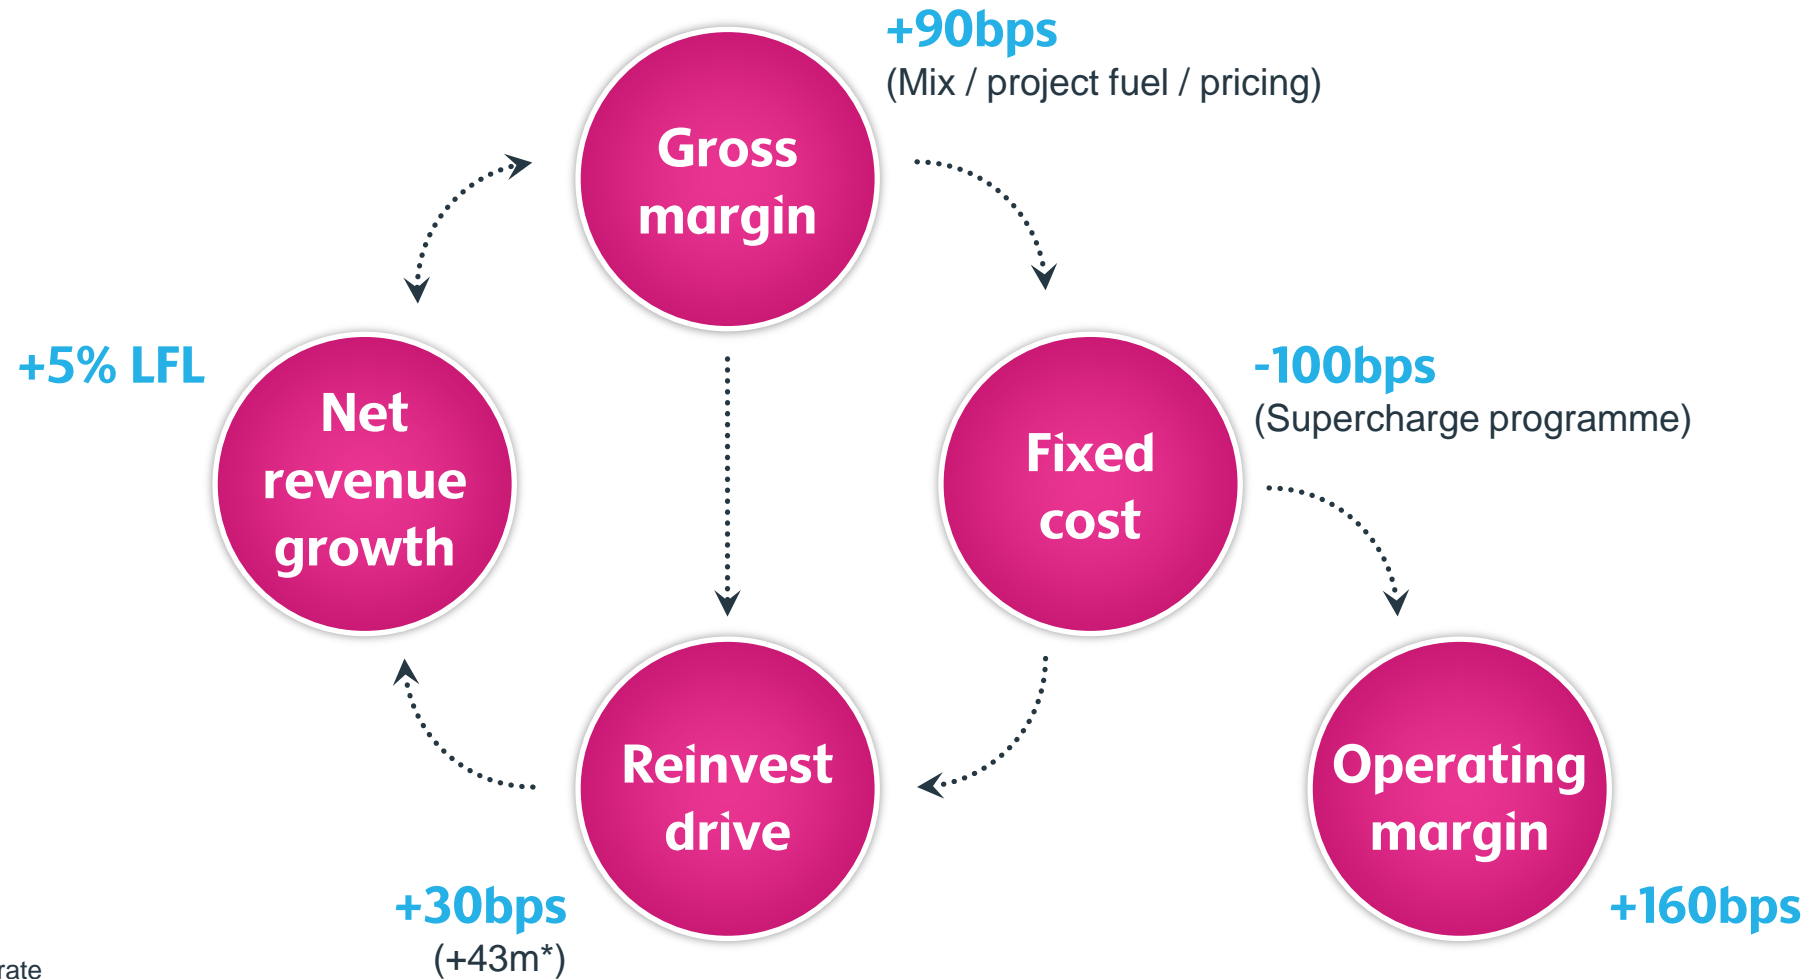 +90bps
(Mix / project fuel / pricing)
Gross
margin
+5% LFL
Net
revenue
growth
-100bps
(Supercharge programme)
Fixed
cost
Reinvest
drive
+30bps
(+43m*)
Operating
margin
+160bps
rate